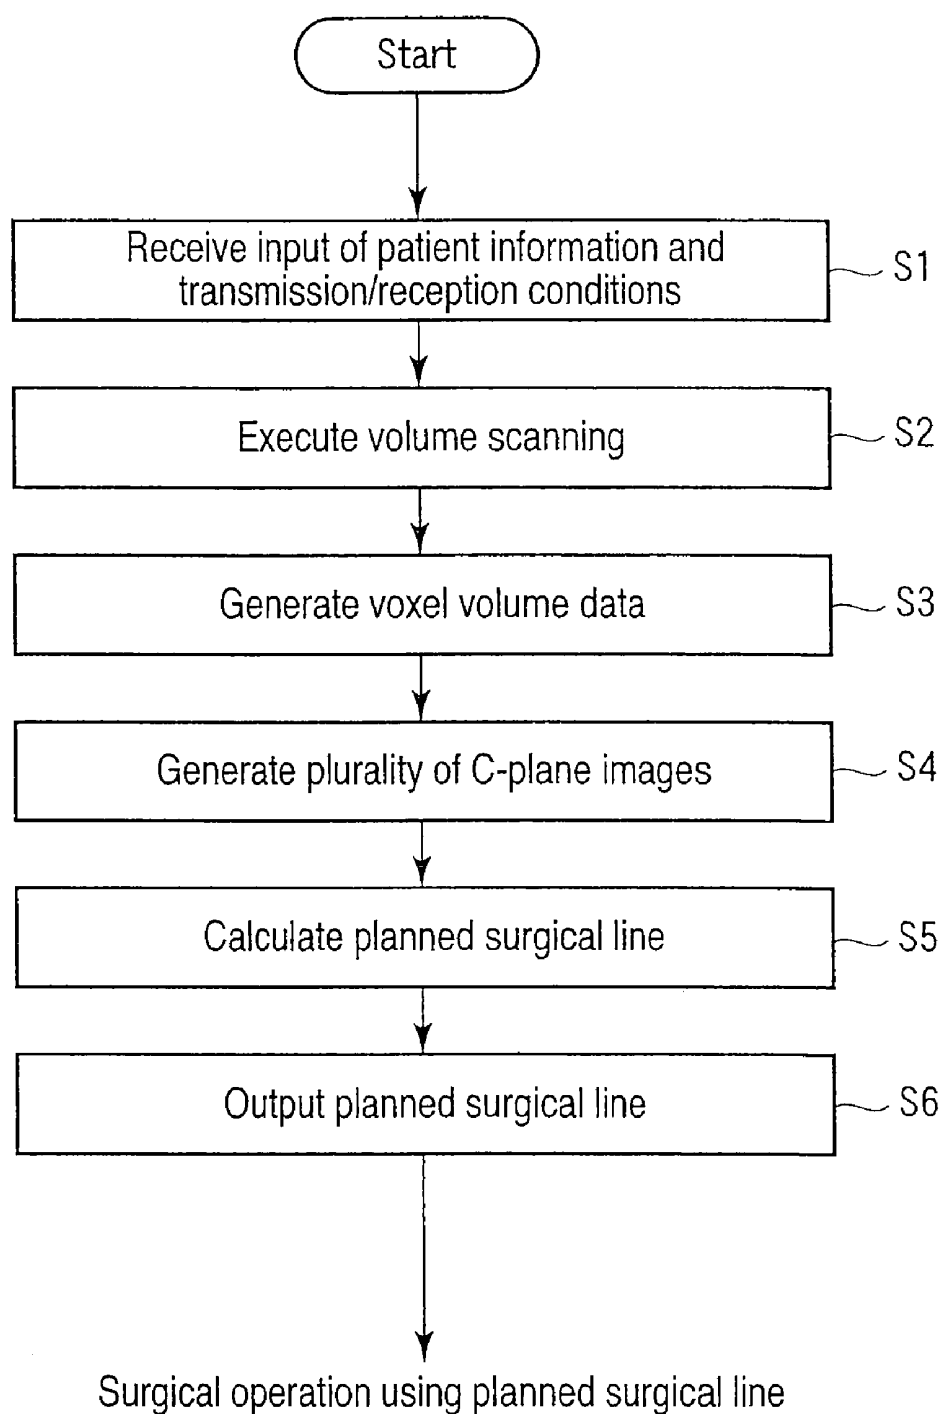 Start
Receive input of patient information and
transmission/reception conditions
S1
Execute volume scanning
S2
Generate voxel volume data
S3
Generate plurality of C-plane images
S4
Calculate planned surgical line
S5
Output planned surgical line
S6
Surgical operation using planned surgical line